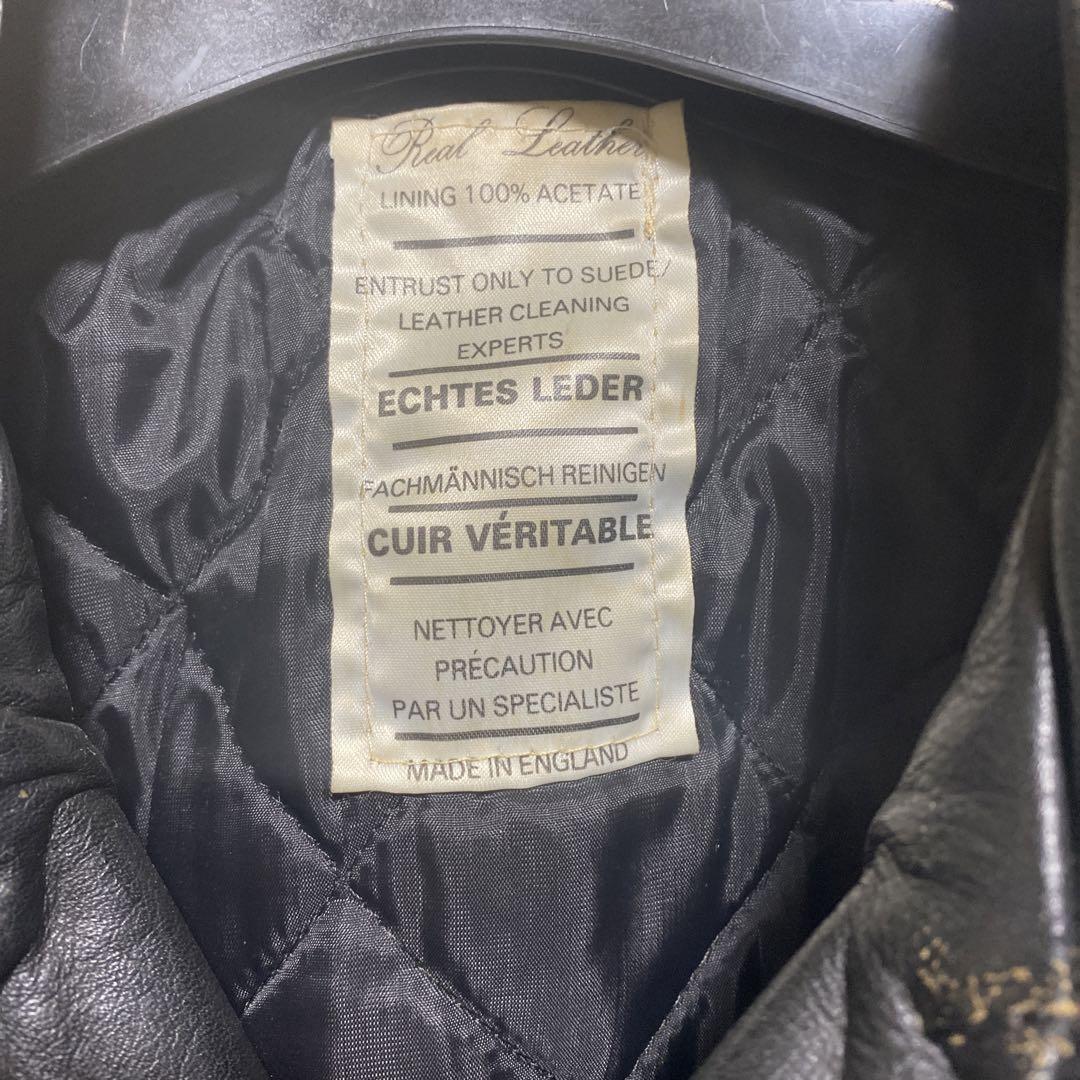 Real Leather
LINING 100% ACETATE
ENTRUST ONLY TO SUEDE/
LEATHER CLEANING
EXPERTS
ECHTES LEDER
FACHMÄNNISCH REINIGEN
CUIR VÉRITABLE
NETTOYER AVEC
PRÉCAUTION
PAR UN SPECIALISTE
MADE IN ENGLAND